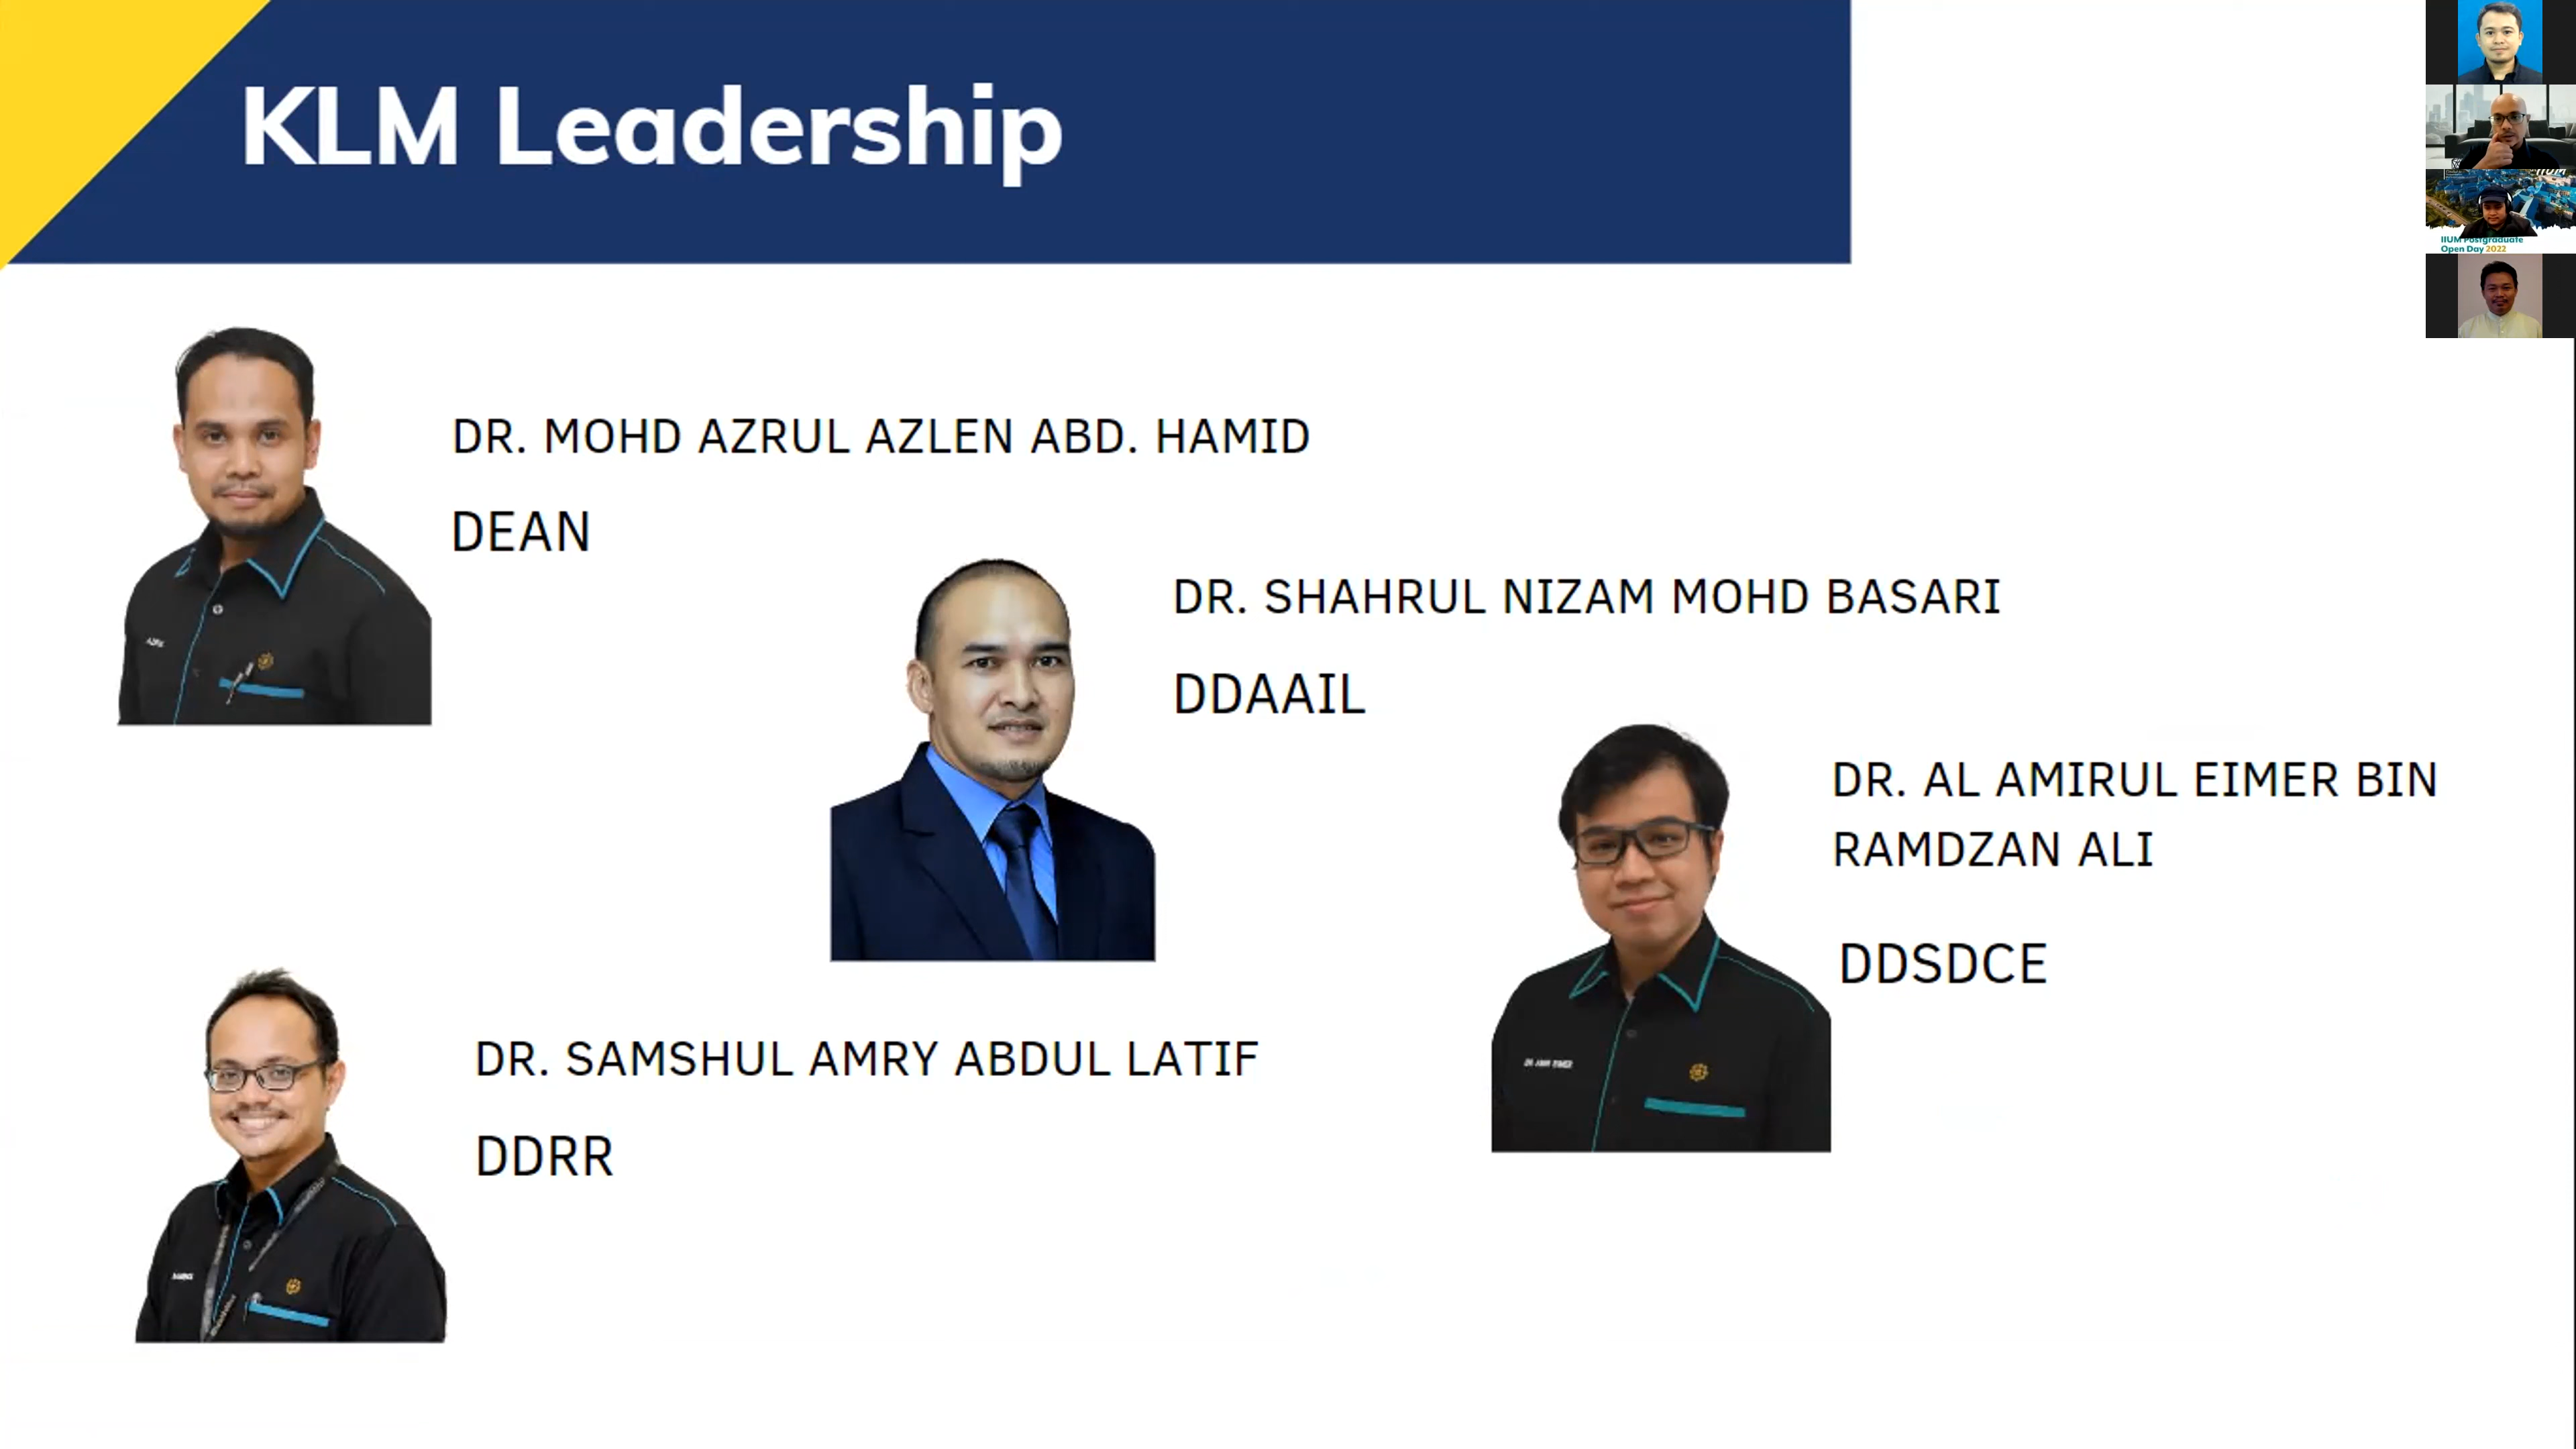 KLM Leadership
DR. MOHD AZRUL AZLEN ABD. HAMID
DEAN
DR. SHAHRUL NIZAM MOHD BASARI
DDAAIL
DR. AL AMIRUL EIMER BIN
RAMDZAN ALI
DDSDCE
DR. SAMSHUL AMRY ABDUL LATIF
DDRR
IIUM Postgraduate
Open Day 2022